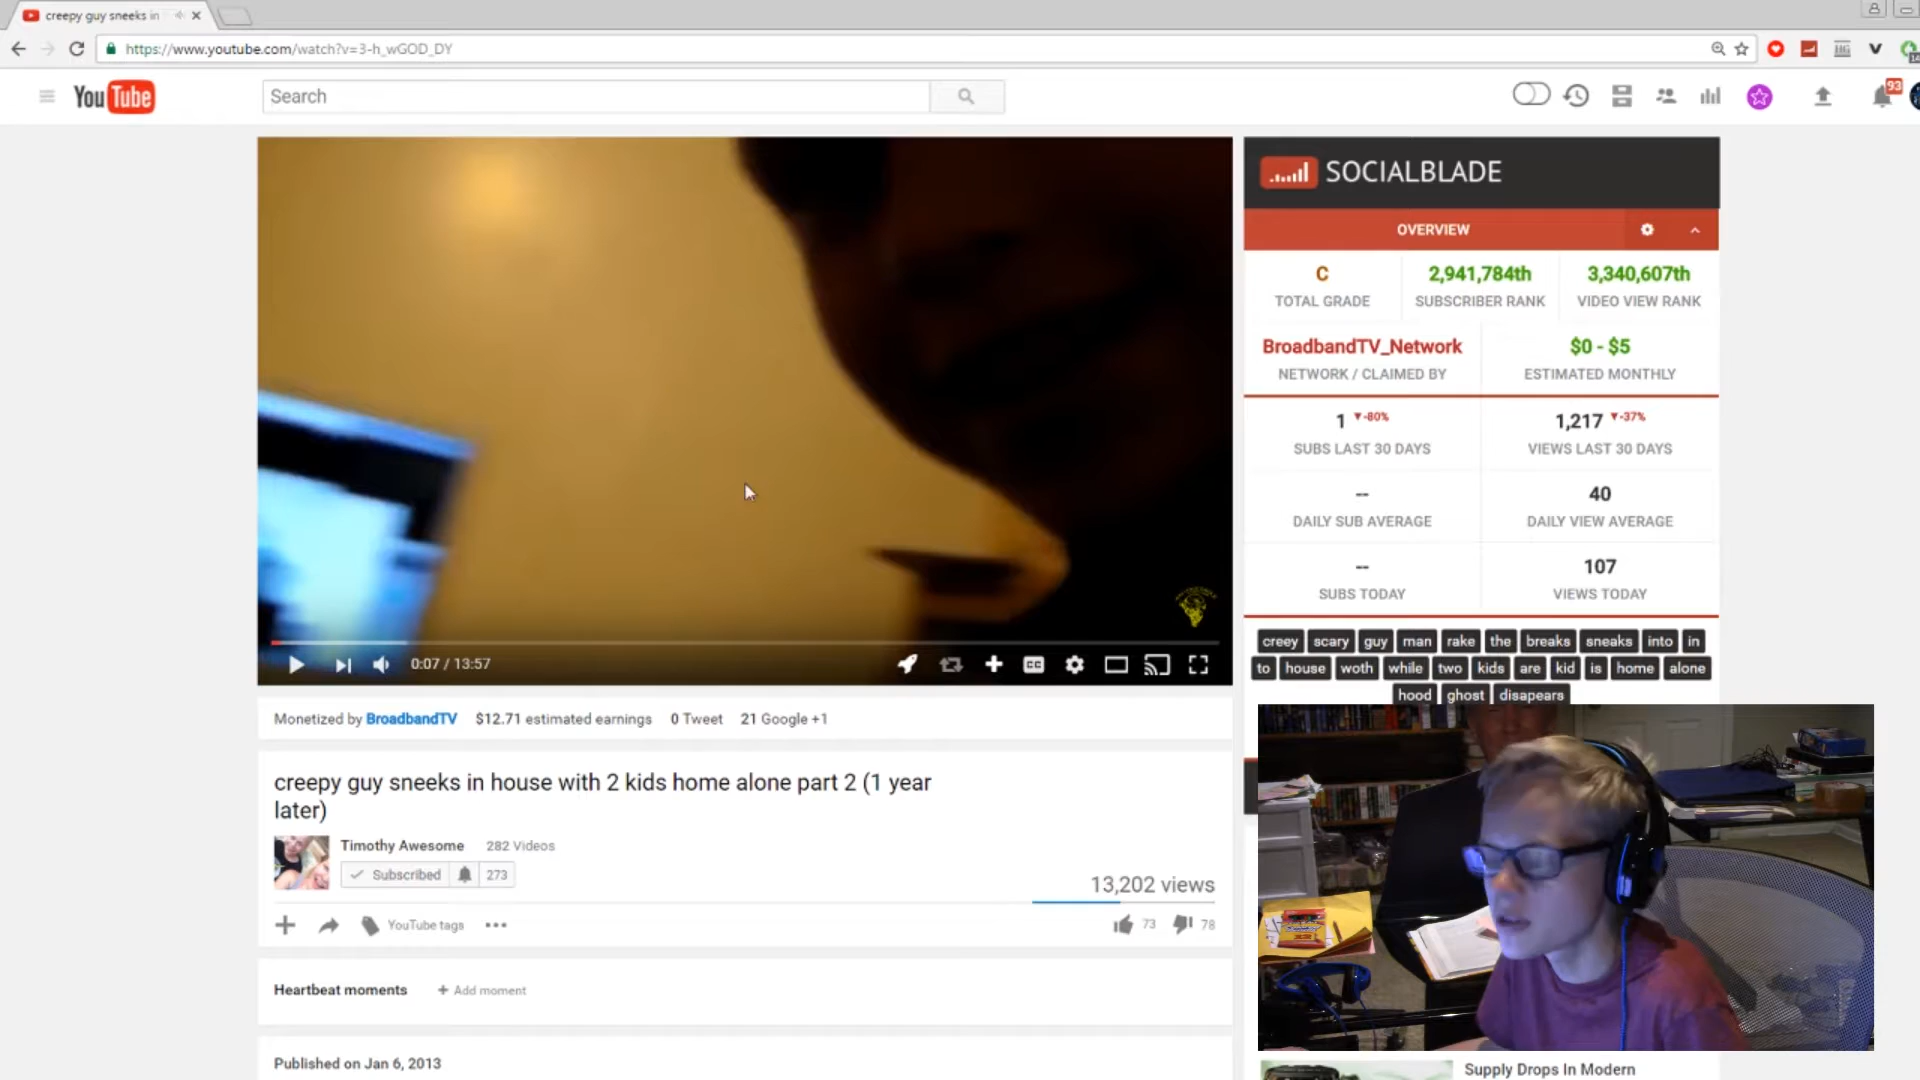 creepy guy sneeks in
https://www.youtube.com/watch?v=3-h_wGOD_DY
YouTube
Search
93
SOCIALBLADE
OVERVIEW
C
TOTAL GRADE
2,941,784th
SUBSCRIBER RANK
3,340,607th
VIDEO VIEW RANK
BroadbandTV_Network
NETWORK / CLAIMED BY
$0 - $5
ESTIMATED MONTHLY
1 ▼-80%
SUBS LAST 30 DAYS
1,217 ▼-37%
VIEWS LAST 30 DAYS
--
DAILY SUB AVERAGE
40
DAILY VIEW AVERAGE
--
SUBS TODAY
107
VIEWS TODAY
creey scary guy man rake the breaks sneaks into in
to house woth while two kids are kid is home alone
hood ghost disapears
0:07 / 13:57
CC
Monetized by BroadbandTV $12.71 estimated earnings 0 Tweet 21 Google +1
creepy guy sneeks in house with 2 kids home alone part 2 (1 year
later)
Timothy Awesome 282 Videos
Subscribed 273
13,202 views
YouTube tags
73 78
Heartbeat moments + Add moment
Published on Jan 6, 2013
Supply Drops In Modern